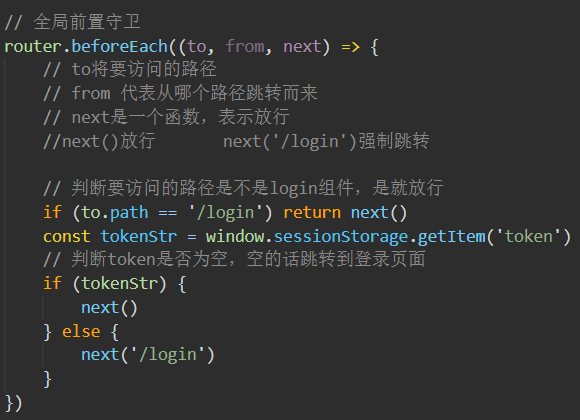 // 全局前置守卫
router.beforeEach((to, from, next) => {
    // to将要访问的路径
    // from 代表从哪个路径跳转而来
    // next是一个函数，表示放行
    //next()放行       next('/login')强制跳转

    // 判断要访问的路径是不是login组件，是就放行
    if (to.path == '/login') return next()
    const tokenStr = window.sessionStorage.getItem('token')
    // 判断token是否为空，空的话跳转到登录页面
    if (tokenStr) {
        next()
    } else {
        next('/login')
    }
})